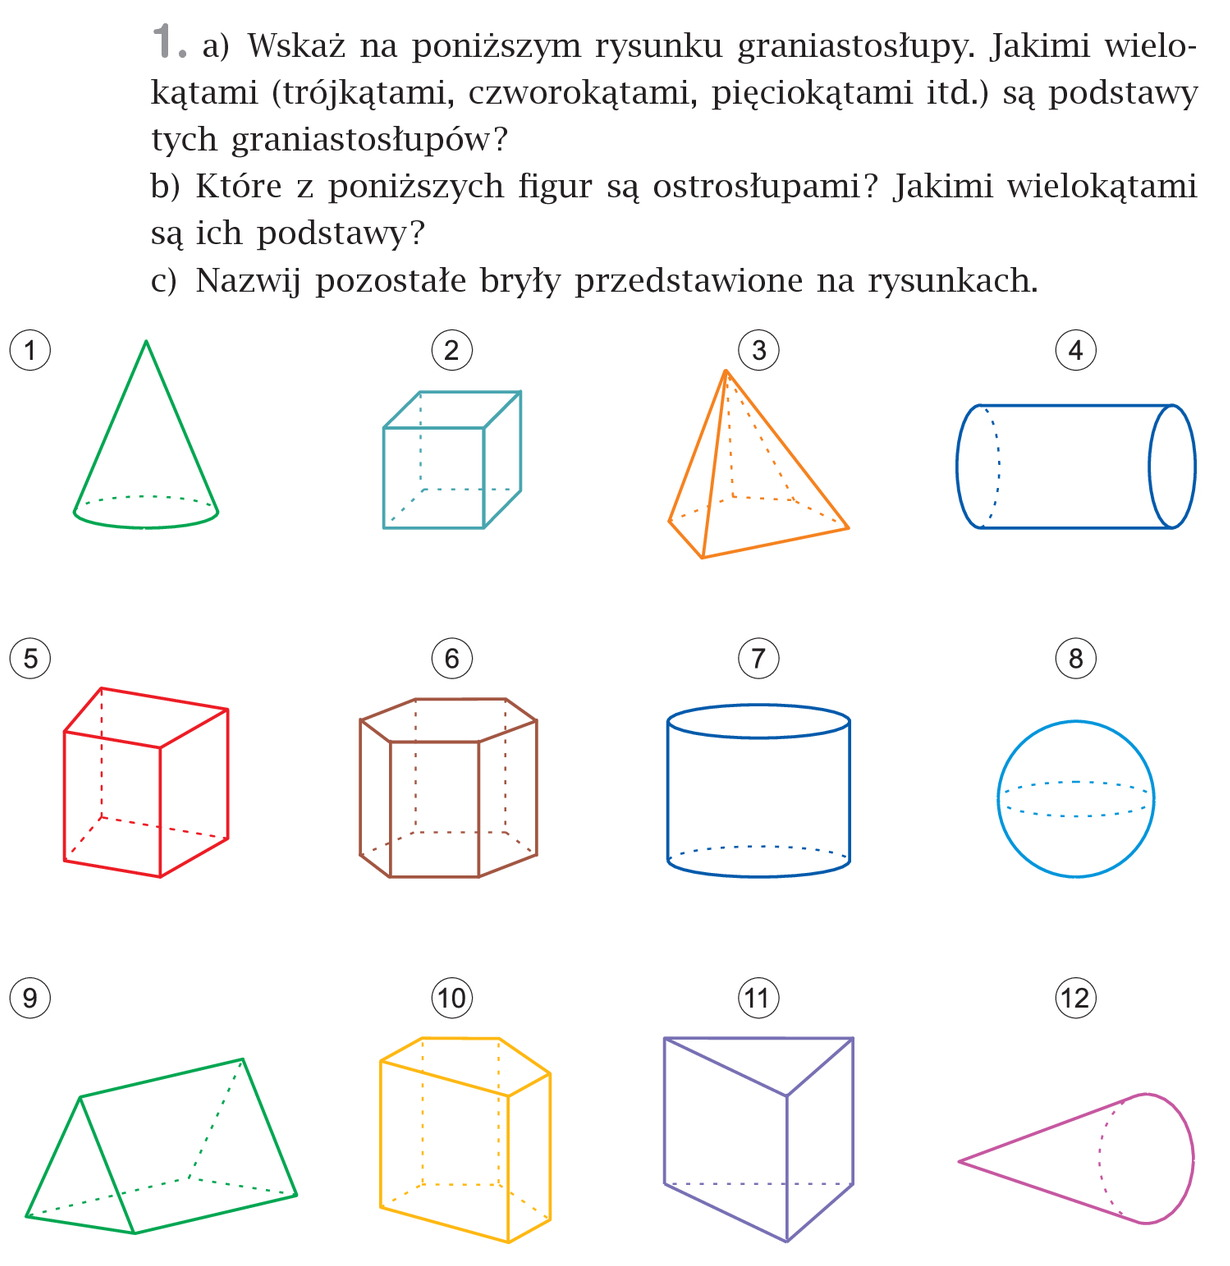 1. a) Wskaż na poniższym rysunku graniastosłupy. Jakimi wielo-
kątami (trójkątami, czworokątami, pięciokątami itd.) są podstawy
tych graniastosłupów?
b) Które z poniższych figur są ostrosłupami? Jakimi wielokątami
są ich podstawy?
c) Nazwij pozostałe bryły przedstawione na rysunkach.
1 2 3 4
5 6 7 8
9 10 11 12